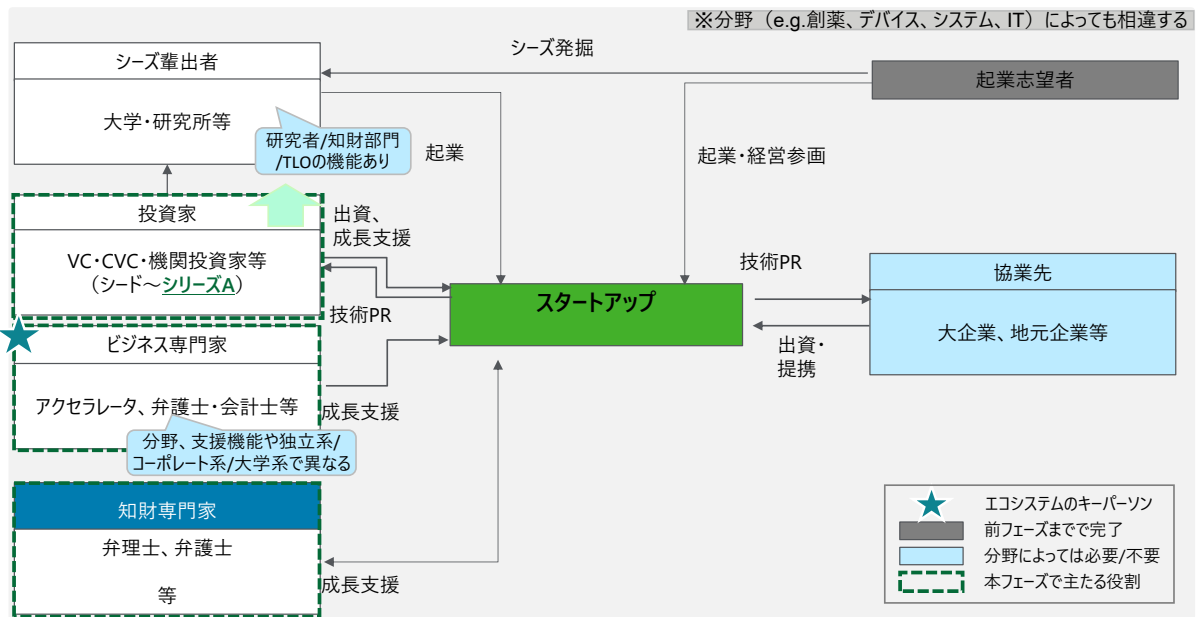 ※分野（e.g.創薬、デバイス、システム、IT）によっても相違する
シーズ発掘
シーズ輩出者
大学・研究所等
研究者/知財部門
/TLOの機能あり
起業
起業志望者
起業・経営参画
投資家
VC・CVC・機関投資家等
（シード～シリーズA）
出資、
成長支援
技術PR
スタートアップ
技術PR
出資・
提携
協業先
大企業、地元企業等
ビジネス専門家
アクセラレータ、弁護士・会計士等
成長支援
分野、支援機能や独立系/
コーポレート系/大学系で異なる
知財専門家
弁理士、弁護士
等
成長支援
エコシステムのキーパーソン
前フェーズまでで完了
分野によっては必要/不要
本フェーズで主たる役割